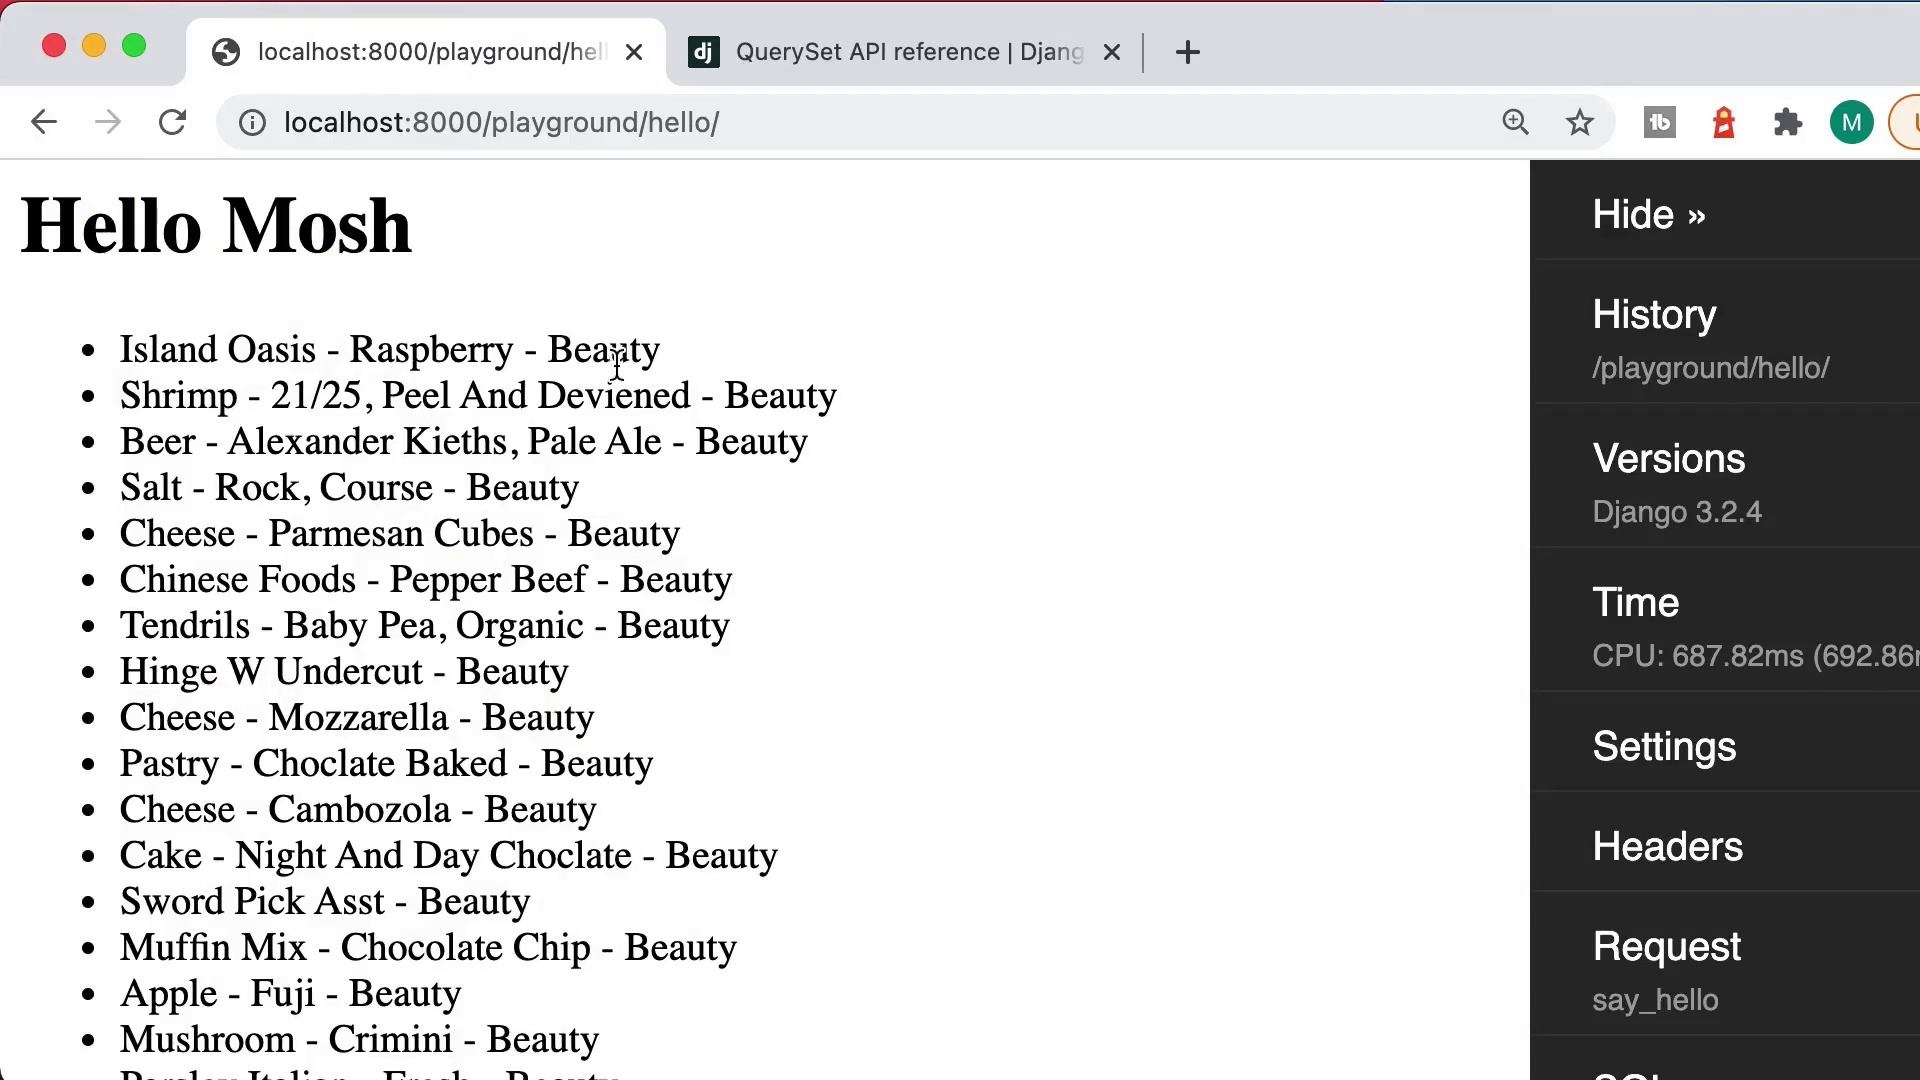 localhost:8000/playground/hel
QuerySet API reference | Djang
localhost:8000/playground/hello/
M
Hello Mosh
Island Oasis - Raspberry - Beauty
Shrimp - 21/25, Peel And Deviened - Beauty
Beer - Alexander Kieths, Pale Ale - Beauty
Salt - Rock, Course - Beauty
Cheese - Parmesan Cubes - Beauty
Chinese Foods - Pepper Beef - Beauty
Tendrils - Baby Pea, Organic - Beauty
Hinge W Undercut - Beauty
Cheese - Mozzarella - Beauty
Pastry - Choclate Baked - Beauty
Cheese - Cambozola - Beauty
Cake - Night And Day Choclate - Beauty
Sword Pick Asst - Beauty
Muffin Mix - Chocolate Chip - Beauty
Apple - Fuji - Beauty
Mushroom - Crimini - Beauty
Parsley Italian - Fresh - Beauty
Hide »
History
/playground/hello/
Versions
Django 3.2.4
Time
CPU: 687.82ms (692.86
Settings
Headers
Request
say_hello